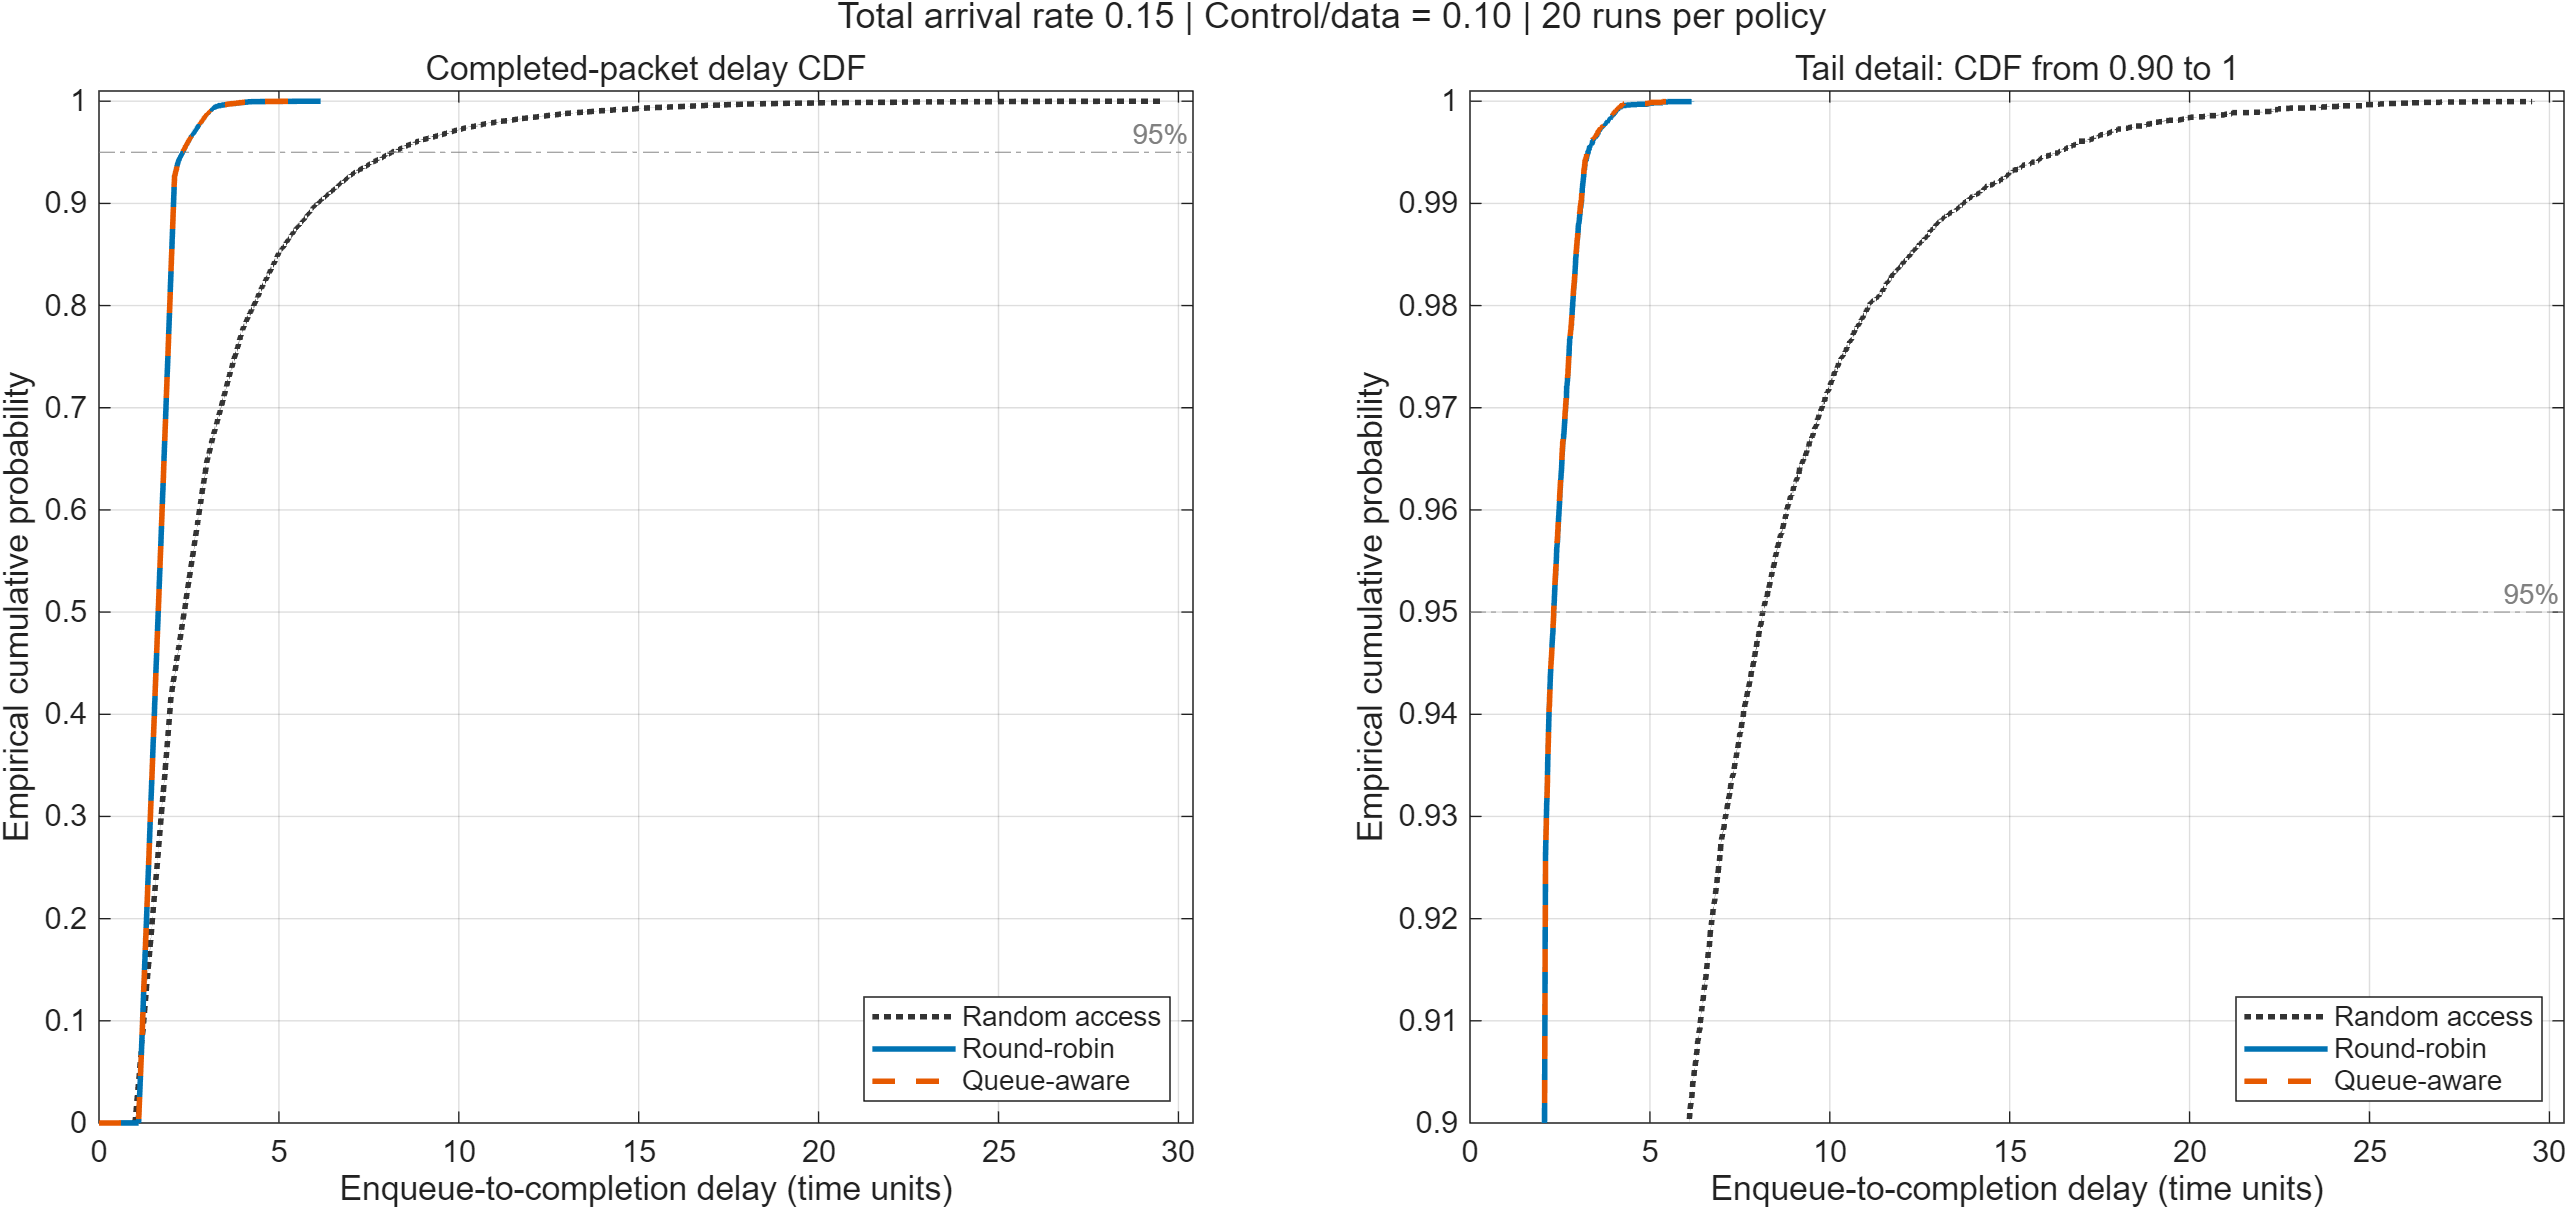 Total arrival rate 0.15 | Control/data = 0.10 | 20 runs per policy
Completed-packet delay CDF
1
0.9
0.8
0.7
0.6
0.5
0.4
0.3
0.2
0.1
0
Empirical cumulative probability
95%
Random access
Round-robin
Queue-aware
0 5 10 15 20 25 30
Enqueue-to-completion delay (time units)
Tail detail: CDF from 0.90 to 1
1
0.99
0.98
0.97
0.96
0.95
0.94
0.93
0.92
0.91
0.9
Empirical cumulative probability
95%
Random access
Round-robin
Queue-aware
0 5 10 15 20 25 30
Enqueue-to-completion delay (time units)